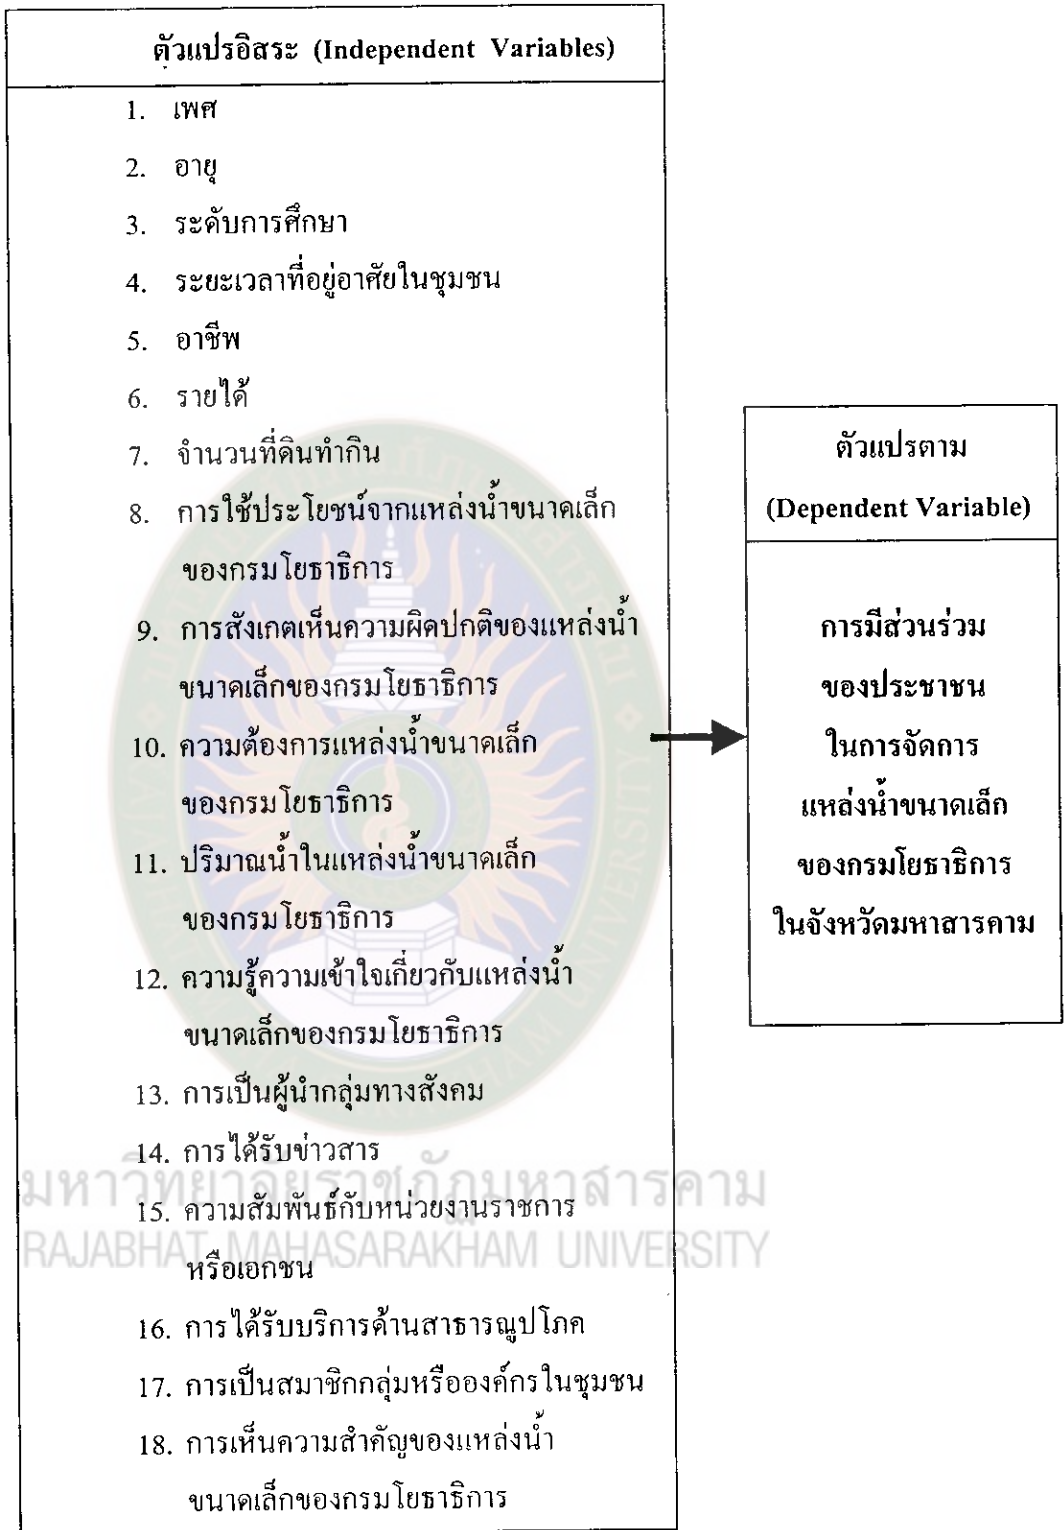 ตัวแปรอิสระ (Independent Variables)
1. เพศ
2. อายุ
3. ระดับการศึกษา
4. ระยะเวลาที่อยู่อาศัยในชุมชน
5. อาชีพ
6. รายได้
7. จำนวนที่ดินทำกิน
8. การใช้ประโยชน์จากแหล่งน้ำขนาดเล็ก
ของกรมโยธาธิการ
9. การสังเกตเห็นความผิดปกติของแหล่งน้ำ
ขนาดเล็กของกรมโยธาธิการ
10. ความต้องการแหล่งน้ำขนาดเล็ก
ของกรมโยธาธิการ
11. ปริมาณน้ำในแหล่งน้ำขนาดเล็ก
ของกรมโยธาธิการ
12. ความรู้ความเข้าใจเกี่ยวกับแหล่งน้ำ
ขนาดเล็กของกรมโยธาธิการ
13. การเป็นผู้นำกลุ่มทางสังคม
14. การได้รับข่าวสาร
15. ความสัมพันธ์กับหน่วยงานราชการ
หรือเอกชน
16. การได้รับบริการด้านสาธารณูปโภค
17. การเป็นสมาชิกกลุ่มหรือองค์กรในชุมชน
18. การเห็นความสำคัญของแหล่งน้ำ
ขนาดเล็กของกรมโยธาธิการ
ตัวแปรตาม
(Dependent Variable)
การมีส่วนร่วม
ของประชาชน
ในการจัดการ
แหล่งน้ำขนาดเล็ก
ของกรมโยธาธิการ
ในจังหวัดมหาสารคาม
มหาวิทยาลัยราชภัฏมหาสารคาม
RAJABHAT MAHASARAKHAM UNIVERSITY